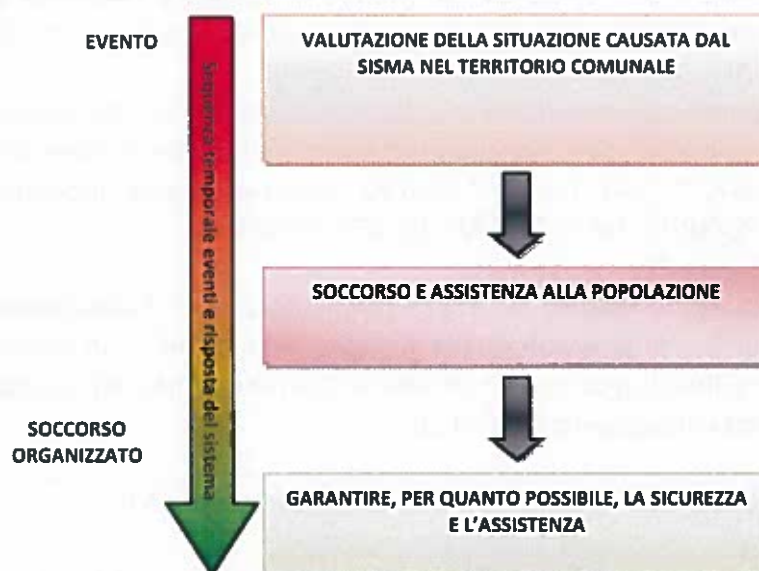 EVENTO
VALUTAZIONE DELLA SITUAZIONE CAUSATA DAL
SISMA NEL TERRITORIO COMUNALE
Sequenza temporale eventi e risposta del sistema
SOCCORSO E ASSISTENZA ALLA POPOLAZIONE
SOCCORSO
ORGANIZZATO
GARANTIRE, PER QUANTO POSSIBILE, LA SICUREZZA
E L'ASSISTENZA